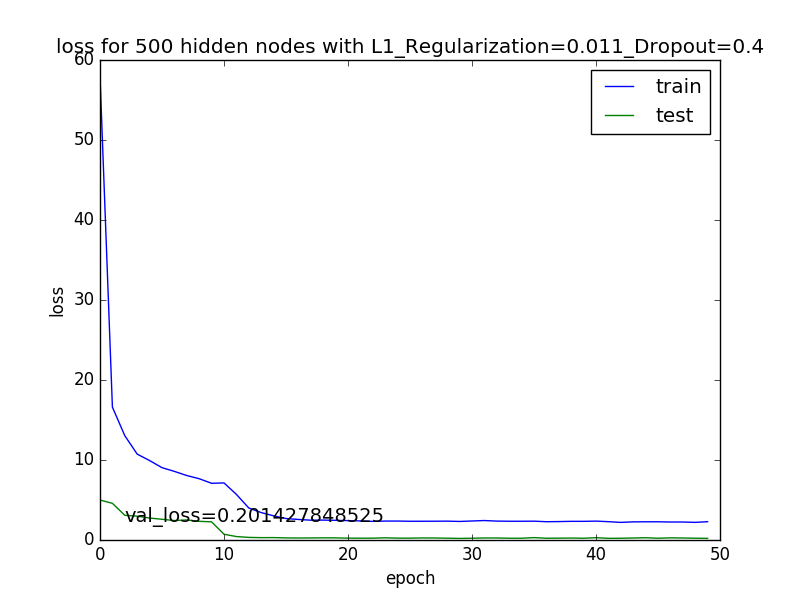 loss for 500 hidden nodes with L1_Regularization=0.011_Dropout=0.4
60
50
40
30
20
10
0
loss
train
test
val_loss=0.201427848525
0 10 20 30 40 50
epoch